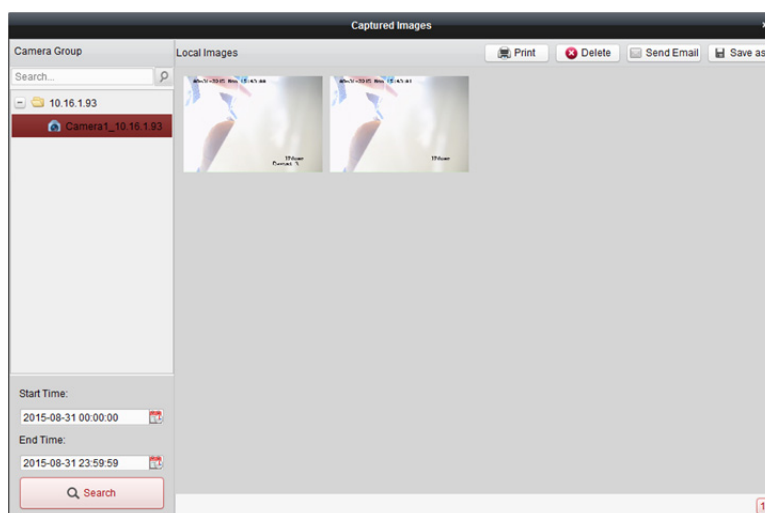 Captured Images
Camera Group
Search...
10.16.1.93
Camera1_10.16.1.93
Start Time:
2015-08-31 00:00:00
End Time:
2015-08-31 23:59:59
Search
Local Images
Print
Delete
Send Email
Save as
1